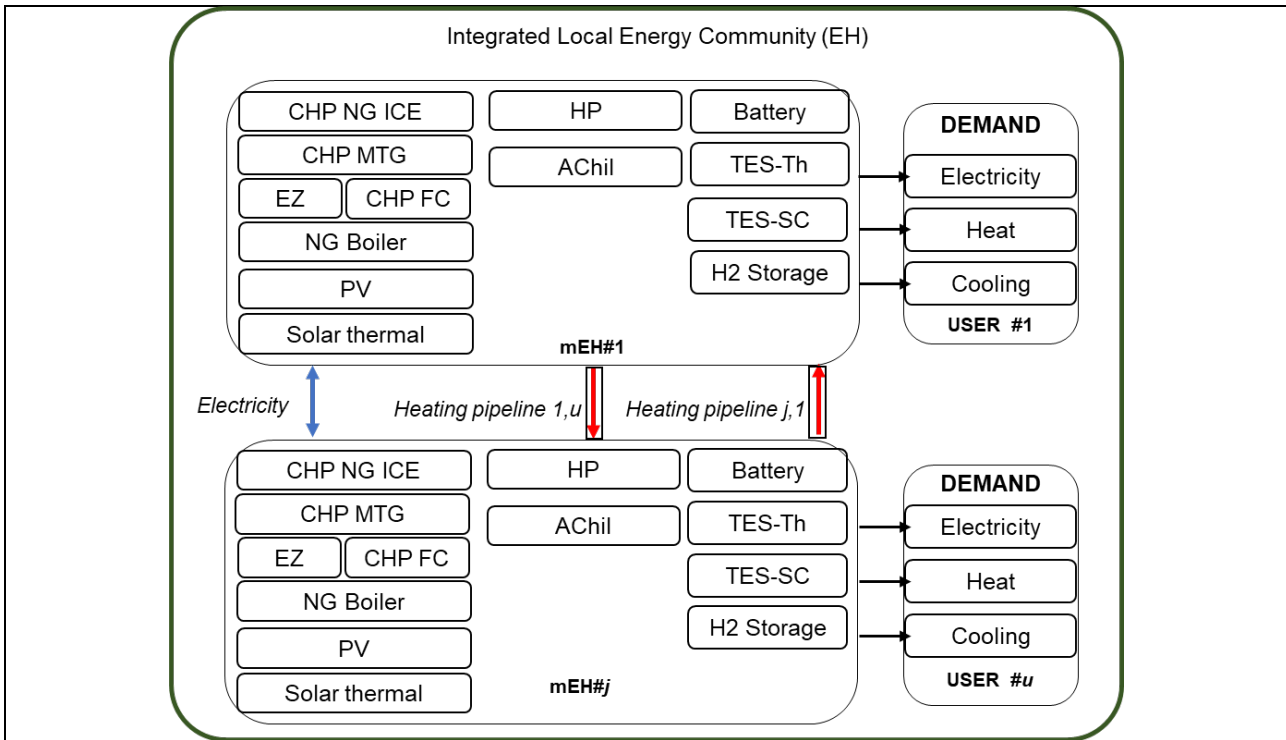 Integrated Local Energy Community (EH)
CHP NG ICE
CHP MTG
EZ
CHP FC
NG Boiler
PV
Solar thermal
HP
AChil
Battery
TES-Th
TES-SC
H2 Storage
mEH#1
DEMAND
Electricity
Heat
Cooling
USER #1
Electricity
Heating pipeline 1,u
Heating pipeline j,1
CHP NG ICE
CHP MTG
EZ
CHP FC
NG Boiler
PV
Solar thermal
HP
AChil
Battery
TES-Th
TES-SC
H2 Storage
mEH#j
DEMAND
Electricity
Heat
Cooling
USER #u